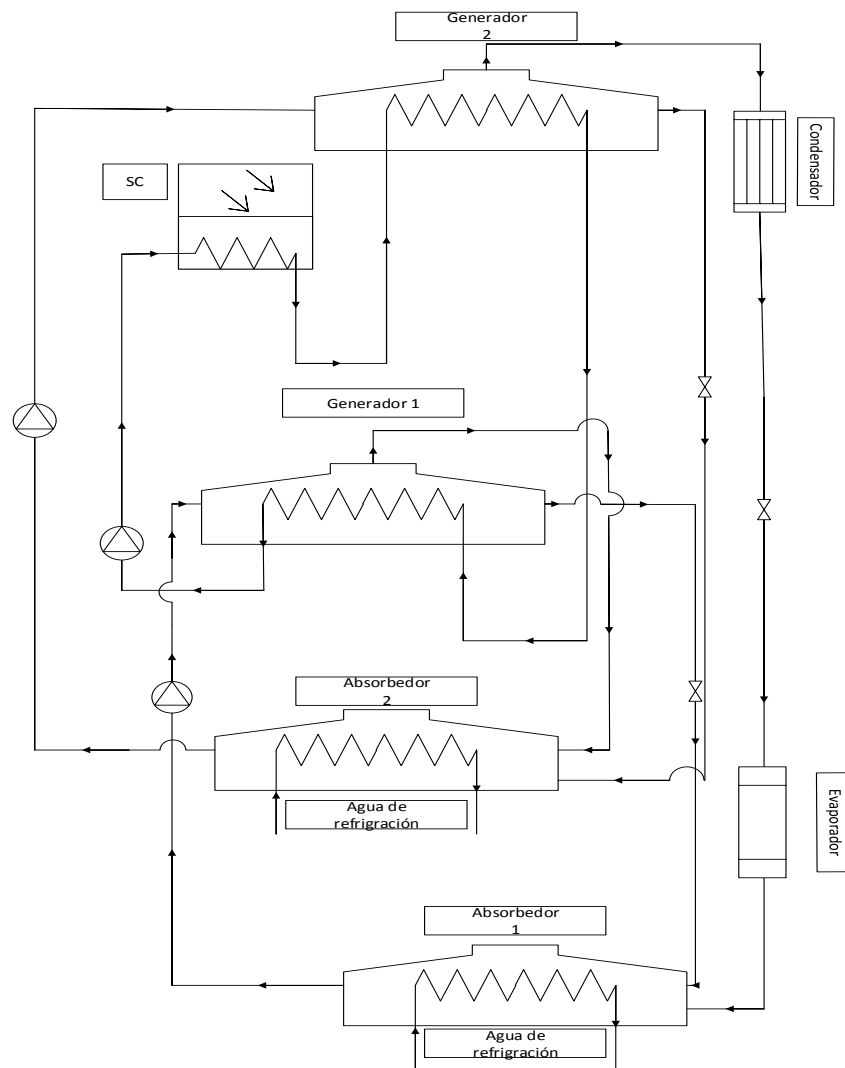 Generador
2
Condensador
SC
Generador 1
Absorbedor
2
Agua de
refrigración
Evaporador
Absorbedor
1
Agua de
refrigración